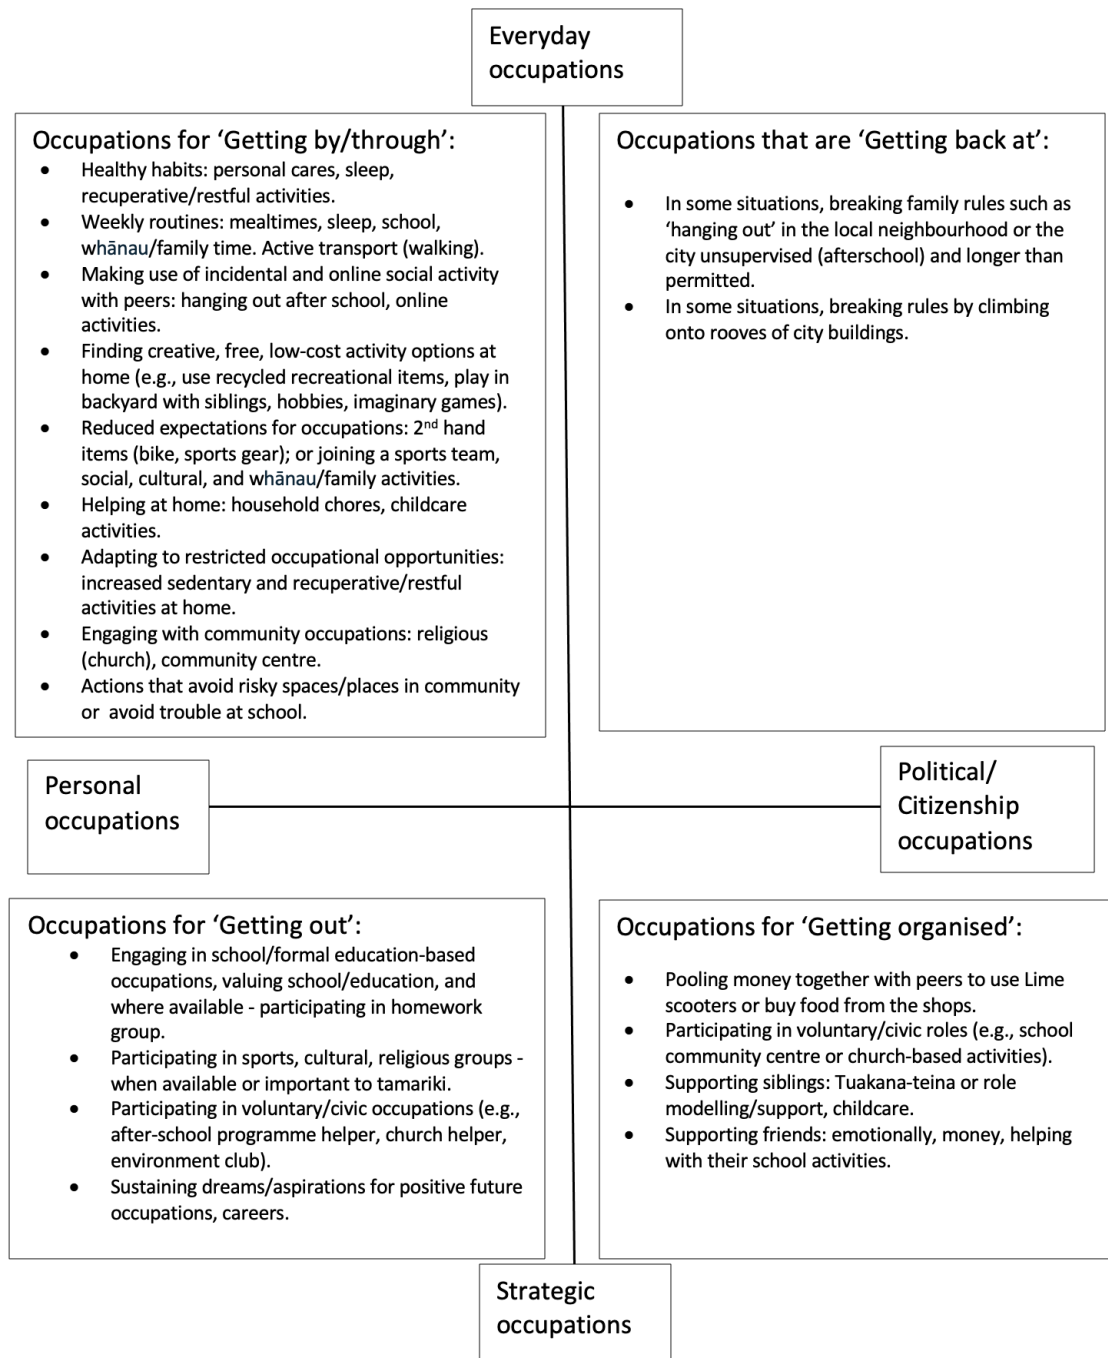 Everyday
occupations
Occupations for ‘Getting by/through’:
• Healthy habits: personal cares, sleep,
recuperative/restful activities.
• Weekly routines: mealtimes, sleep, school,
whānau/family time. Active transport (walking).
• Making use of incidental and online social activity
with peers: hanging out after school, online
activities.
• Finding creative, free, low-cost activity options at
home (e.g., use recycled recreational items, play in
backyard with siblings, hobbies, imaginary games).
• Reduced expectations for occupations: 2nd hand
items (bike, sports gear); or joining a sports team,
social, cultural, and whānau/family activities.
• Helping at home: household chores, childcare
activities.
• Adapting to restricted occupational opportunities:
increased sedentary and recuperative/restful
activities at home.
• Engaging with community occupations: religious
(church), community centre.
• Actions that avoid risky spaces/places in community
or avoid trouble at school.
Occupations that are ‘Getting back at’:
• In some situations, breaking family rules such as
‘hanging out’ in the local neighbourhood or the
city unsupervised (afterschool) and longer than
permitted.
• In some situations, breaking rules by climbing
onto rooves of city buildings.
Personal
occupations
Political/
Citizenship
occupations
Occupations for ‘Getting out’:
• Engaging in school/formal education-based
occupations, valuing school/education, and
where available - participating in homework
group.
• Participating in sports, cultural, religious groups -
when available or important to tamariki.
• Participating in voluntary/civic occupations (e.g.,
after-school programme helper, church helper,
environment club).
• Sustaining dreams/aspirations for positive future
occupations, careers.
Occupations for ‘Getting organised’:
• Pooling money together with peers to use Lime
scooters or buy food from the shops.
• Participating in voluntary/civic roles (e.g., school
community centre or church-based activities).
• Supporting siblings: Tuakana-teina or role
modelling/support, childcare.
• Supporting friends: emotionally, money, helping
with their school activities.
Strategic
occupations